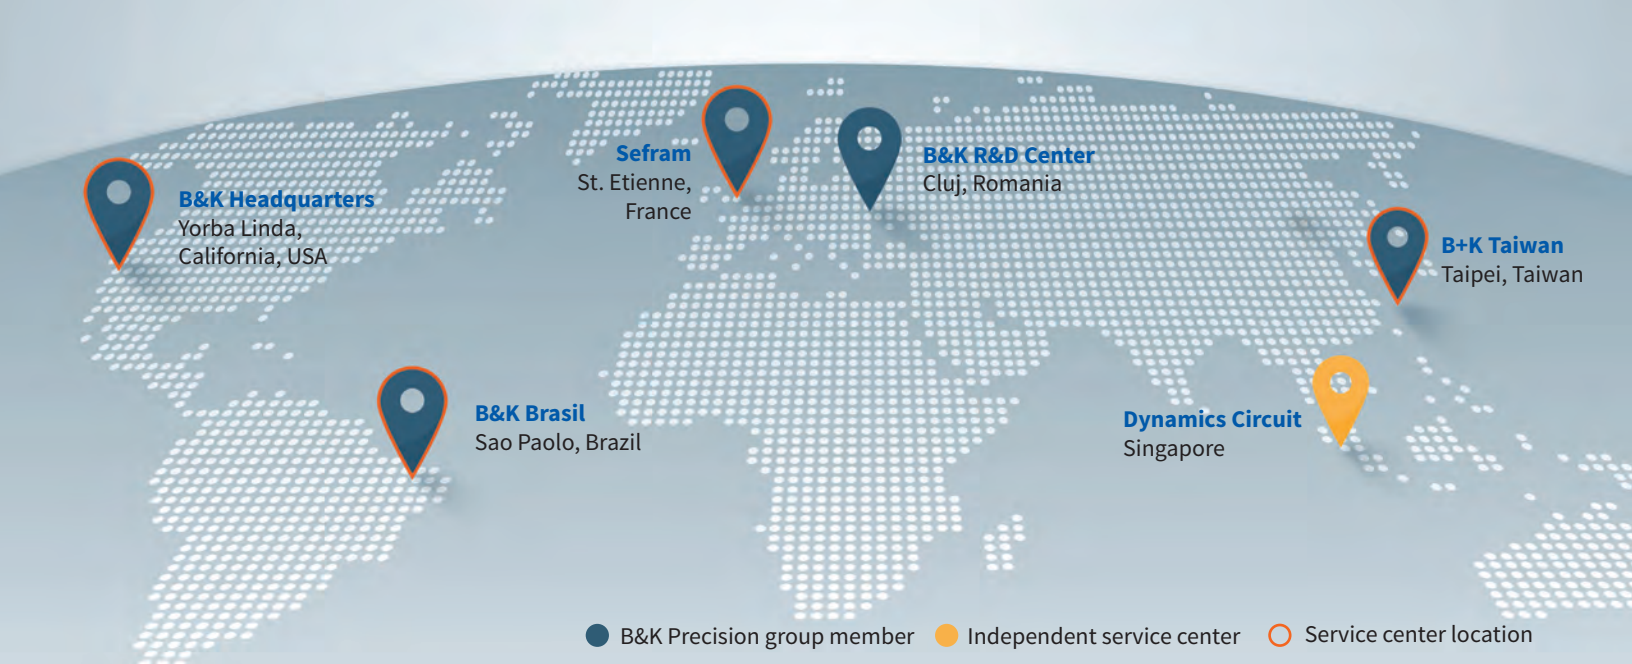 Sefram
St. Etienne,
France
B&K R&D Center
Cluj, Romania
B&K Headquarters
Yorba Linda,
California, USA
B+K Taiwan
Taipei, Taiwan
B&K Brasil
Sao Paolo, Brazil
Dynamics Circuit
Singapore
B&K Precision group member
Independent service center
Service center location